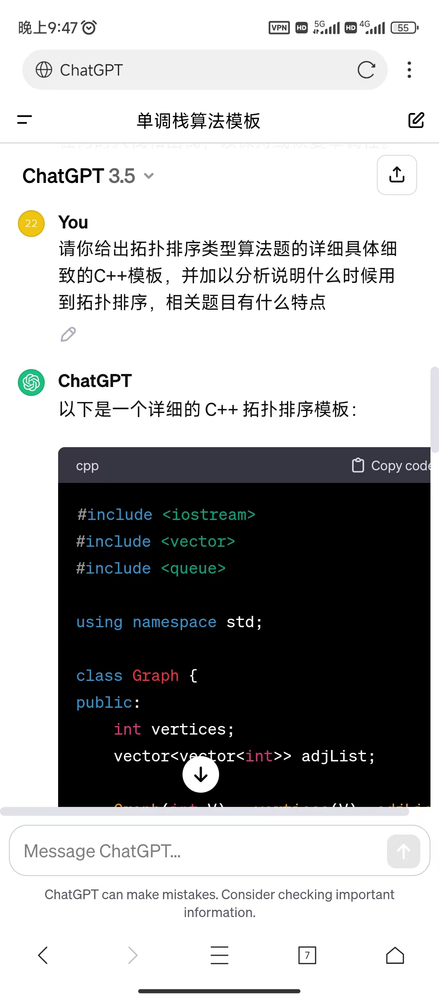 晚上9:47
VPN HD 5G HD 4G 55
ChatGPT
单调栈算法模板
ChatGPT 3.5
22
You
请你给出拓扑排序类型算法题的详细具体细
致的C++模板，并加以分析说明什么时候用
到拓扑排序，相关题目有什么特点
ChatGPT
以下是一个详细的 C++ 拓扑排序模板：
cpp
Copy code
#include <iostream>
#include <vector>
#include <queue>
using namespace std;
class Graph {
public:
int vertices;
vector<vector<int>> adjList;
Message ChatGPT...
ChatGPT can make mistakes. Consider checking important
information.
7